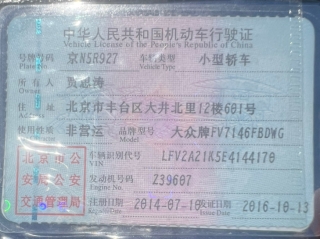 中华人民共和国机动车行驶证
Vehicle License of the People's Republic of China
号牌号码 京N5R927 车辆类型 小型轿车
Plate No. Vehicle Type
所有人 贾思涛
Owner
住址 北京市丰台区大井北里12楼601号
Address
使用性质 非营运 品牌型号 大众牌FV7146FBDWG
Use Character Model
北京市公安局公安交通管理局
车辆识别代号 LFV2A21K5E4144170
VIN
发动机号码 Z39607
Engine No.
注册日期 2014-07-10 发证日期 2016-10-13
Register Date Issue Date